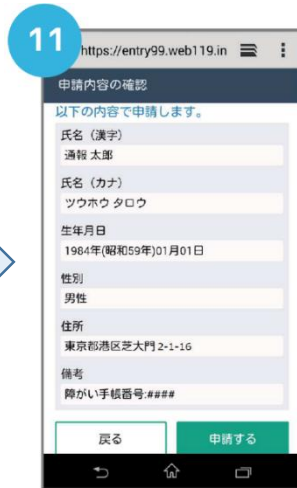 11
https://entry99.web119.in
申請内容の確認
以下の内容で申請します。
氏名（漢字）
通報 太郎
氏名（カナ）
ツウホウ タロウ
生年月日
1984年(昭和59年)01月01日
性別
男性
住所
東京都港区芝大門 2-1-16
備考
障がい手帳番号:####
戻る 申請する